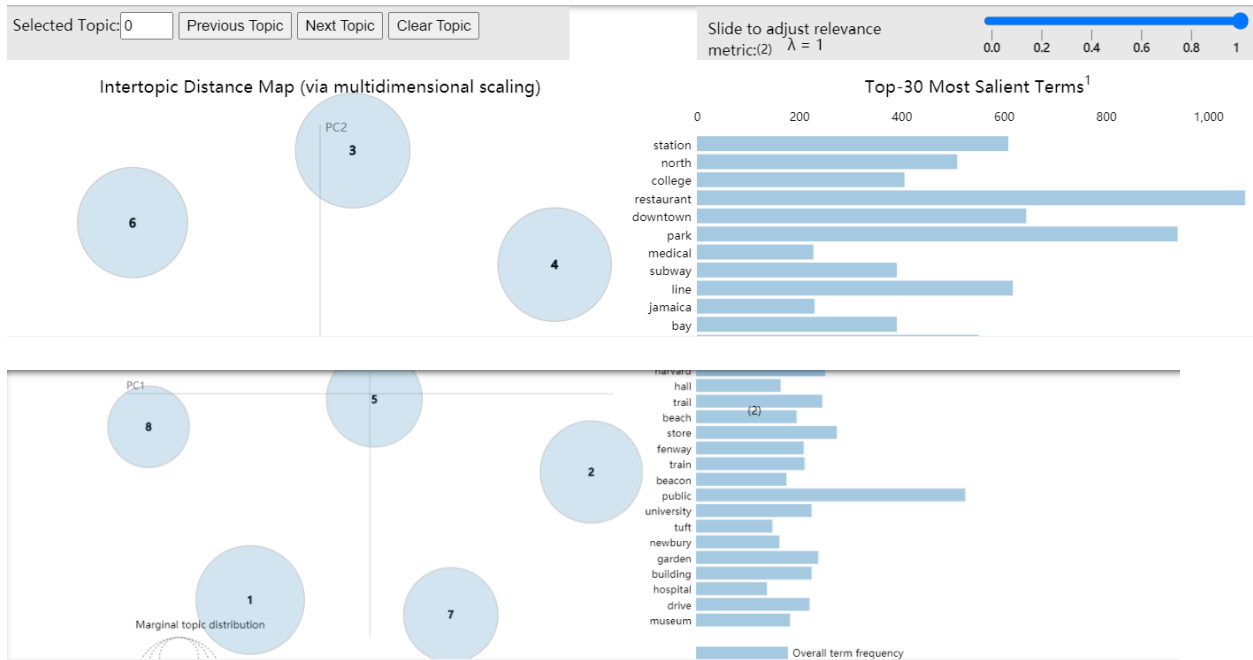 Selected Topic: 0 Previous Topic Next Topic Clear Topic
Slide to adjust relevance
metric:(2) λ = 1
0.0 0.2 0.4 0.6 0.8 1
Intertopic Distance Map (via multidimensional scaling)
PC2
3
6
4
Top-30 Most Salient Terms1
0 200 400 600 800 1,000
station
north
college
restaurant
downtown
park
medical
subway
line
jamaica
bay
PC1
5
8
2
1
7
Marginal topic distribution
harvard
hall
trail
beach
(2)
store
fenway
train
beacon
public
university
tuft
newbury
garden
building
hospital
drive
museum
Overall term frequency